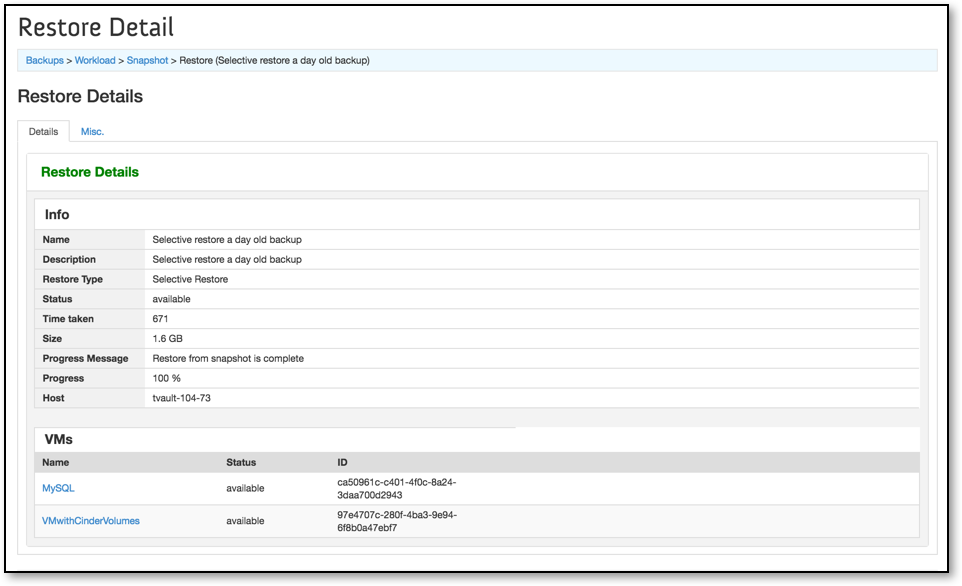 Restore Detail
Backups > Workload > Snapshot > Restore (Selective restore a day old backup)
Restore Details
Details Misc.
Restore Details
Info
Name Selective restore a day old backup
Description Selective restore a day old backup
Restore Type Selective Restore
Status available
Time taken 671
Size 1.6 GB
Progress Message Restore from snapshot is complete
Progress 100 %
Host tvault-104-73
VMs
Name Status ID
MySQL available ca50961c-c401-4f0c-8a24-
3daa700d2943
VMwithCinderVolumes available 97e4707c-280f-4ba3-9e94-
6f8b0a47ebf7